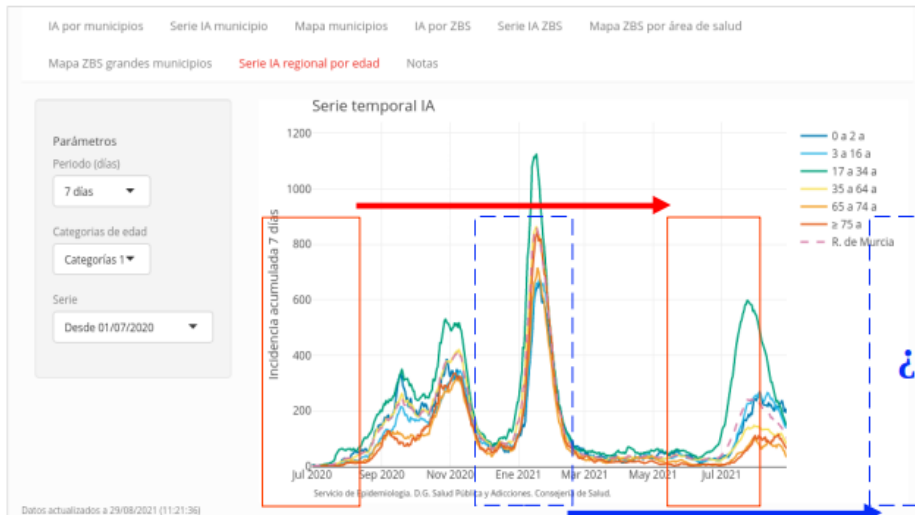 IA por municipios Serie IA municipio Mapa municipios IA por ZBS Serie IA ZBS Mapa ZBS por área de salud
Mapa ZBS grandes municipios Serie IA regional por edad Notas
Serie temporal IA
Parámetros
Periodo (días)
7 días
Categorias de edad
Categorías 1
Serie
Desde 01/07/2020
Incidencia acumulada 7 días
1200
1000
800
600
400
200
0
Jul 2020 Sep 2020 Nov 2020 Ene 2021 Mar 2021 May 2021 Jul 2021
0 a 2 a
3 a 16 a
17 a 34 a
35 a 64 a
65 a 74 a
≥ 75 a
R. de Murcia
¿
Servicio de Epidemiologia. D.G. Salud Pública y Adicciones. Consejería de Salud.
Datos actualizados a 29/08/2021 (11:21:36)